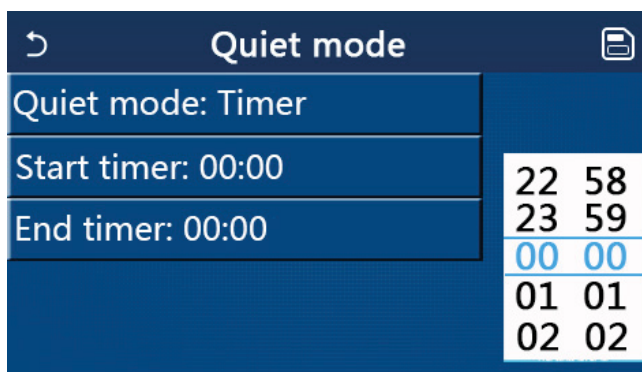 Quiet mode
Quiet mode: Timer
Start timer: 00:00
End timer: 00:00
22 58
23 59
00 00
01 01
02 02